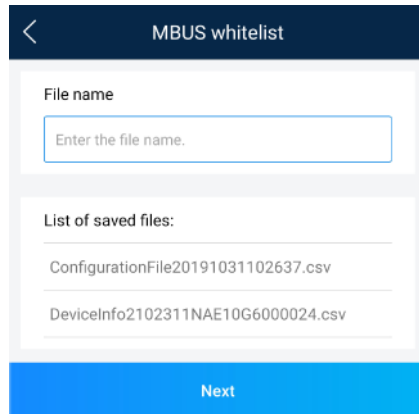 MBUS whitelist
File name
Enter the file name.
List of saved files:
ConfigurationFile20191031102637.csv
DeviceInfo2102311NAE10G6000024.csv
Next